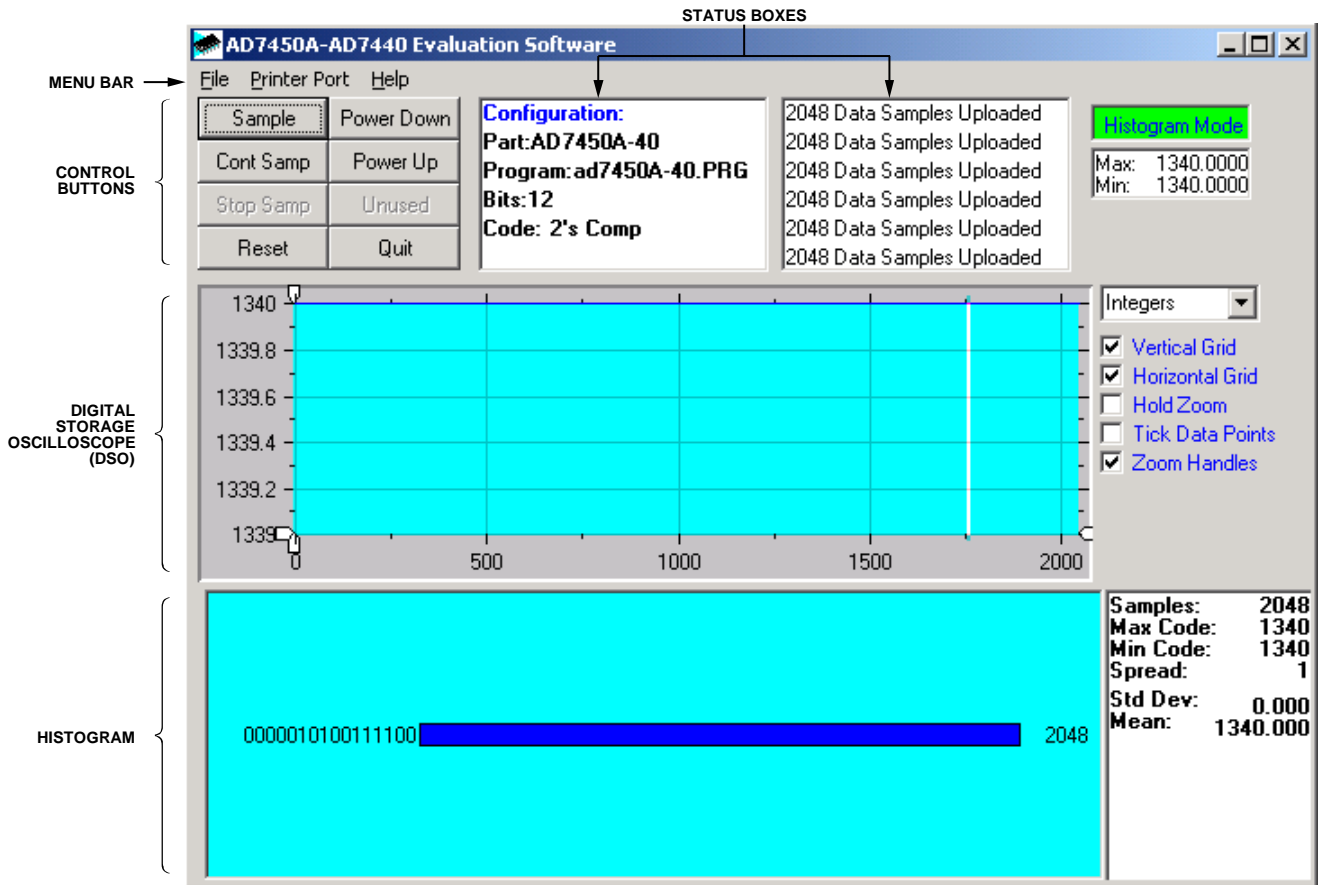 STATUS BOXES
AD7450A-AD7440 Evaluation Software
MENU BAR
File Printer Port Help
CONTROL
BUTTONS
Sample Power Down
Cont Samp Power Up
Stop Samp Unused
Reset Quit
Configuration:
Part:AD7450A-40
Program:ad7450A-40.PRG
Bits:12
Code: 2's Comp
2048 Data Samples Uploaded
2048 Data Samples Uploaded
2048 Data Samples Uploaded
2048 Data Samples Uploaded
2048 Data Samples Uploaded
2048 Data Samples Uploaded
Histogram Mode
Max: 1340.0000
Min: 1340.0000
DIGITAL
STORAGE
OSCILLOSCOPE
(DSO)
1340
1339.8
1339.6
1339.4
1339.2
1339
0 500 1000 1500 2000
Integers
Vertical Grid
Horizontal Grid
Hold Zoom
Tick Data Points
Zoom Handles
HISTOGRAM
0000010100111100 2048
Samples: 2048
Max Code: 1340
Min Code: 1340
Spread: 1
Std Dev: 0.000
Mean: 1340.000